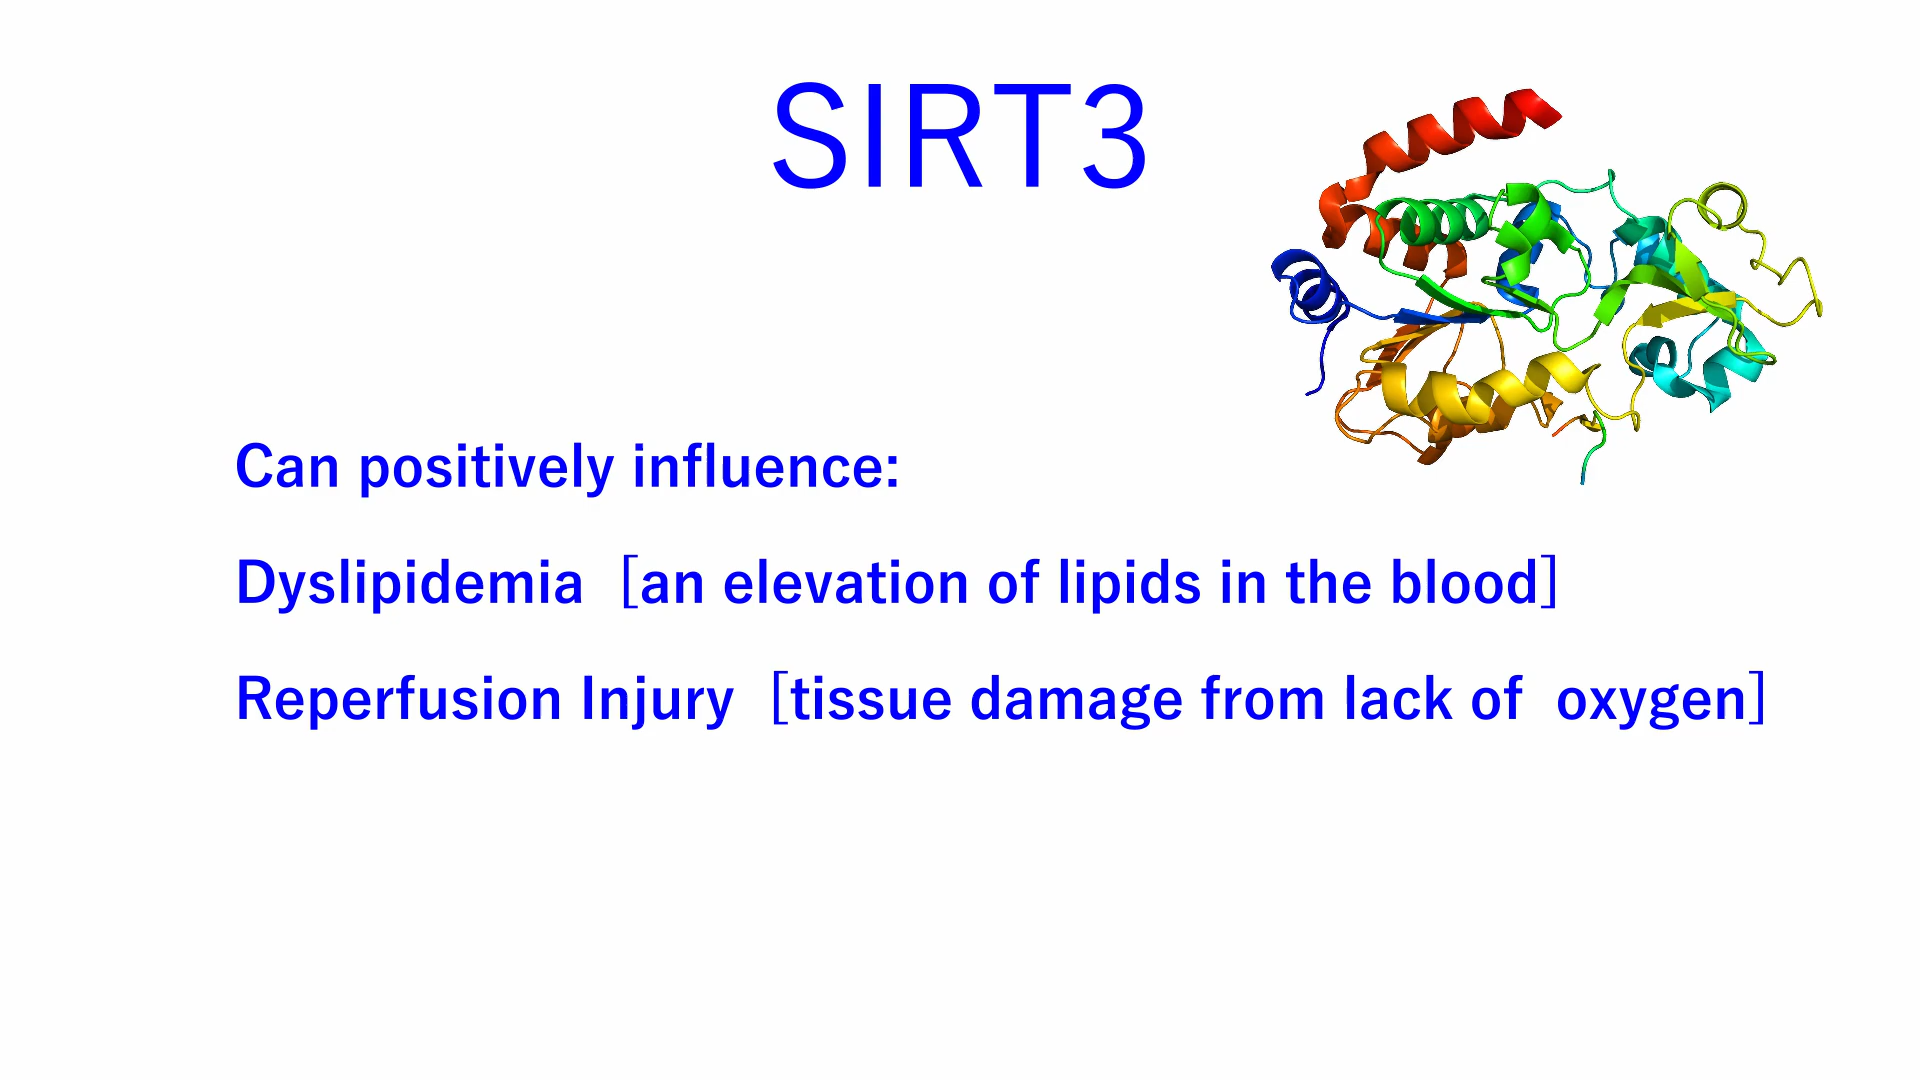 SIRT3
Can positively influence:
Dyslipidemia  [an elevation of lipids in the blood]
Reperfusion Injury  [tissue damage from lack of  oxygen]